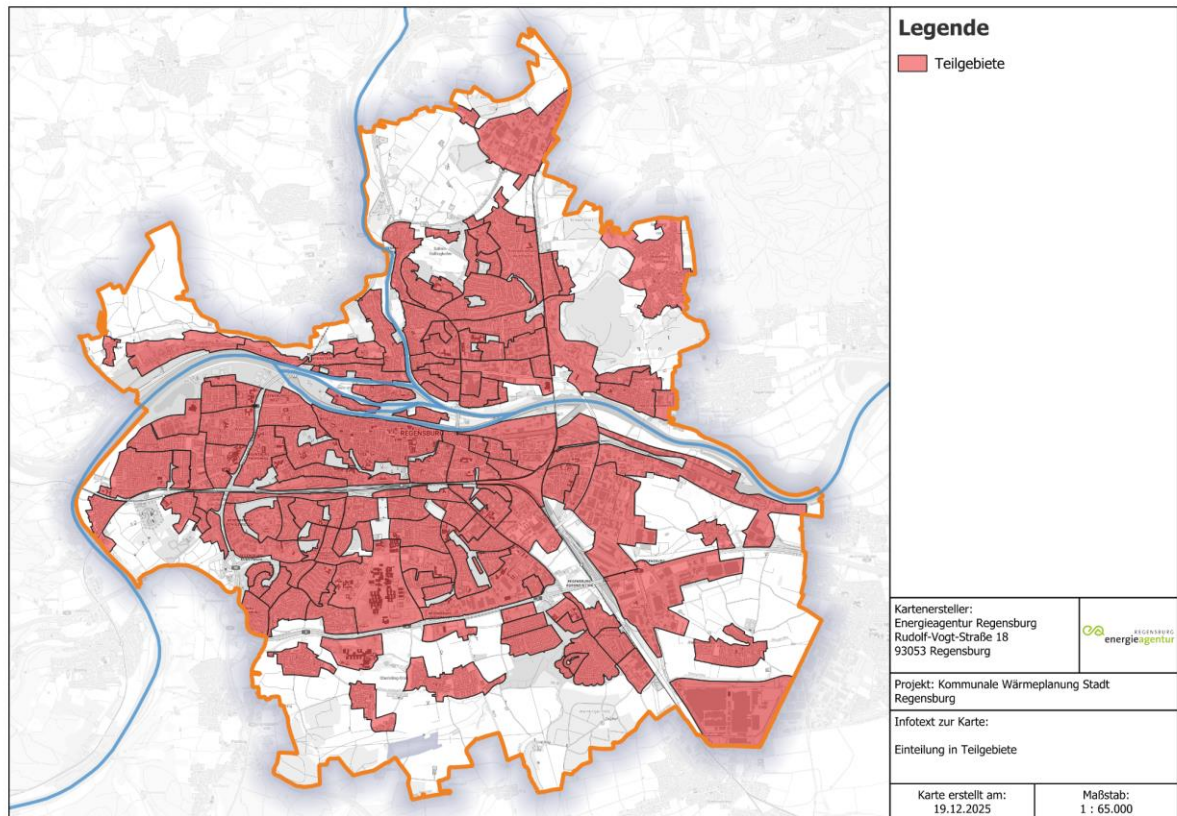 Legende
Teilgebiete
REGENSBURG
Kartenersteller:
Energieagentur Regensburg
Rudolf-Vogt-Straße 18
93053 Regensburg
REGENSBURG
energieagentur
Projekt: Kommunale Wärmeplanung Stadt
Regensburg
Infotext zur Karte:
Einteilung in Teilgebiete
Karte erstellt am:
19.12.2025
Maßstab:
1 : 65.000